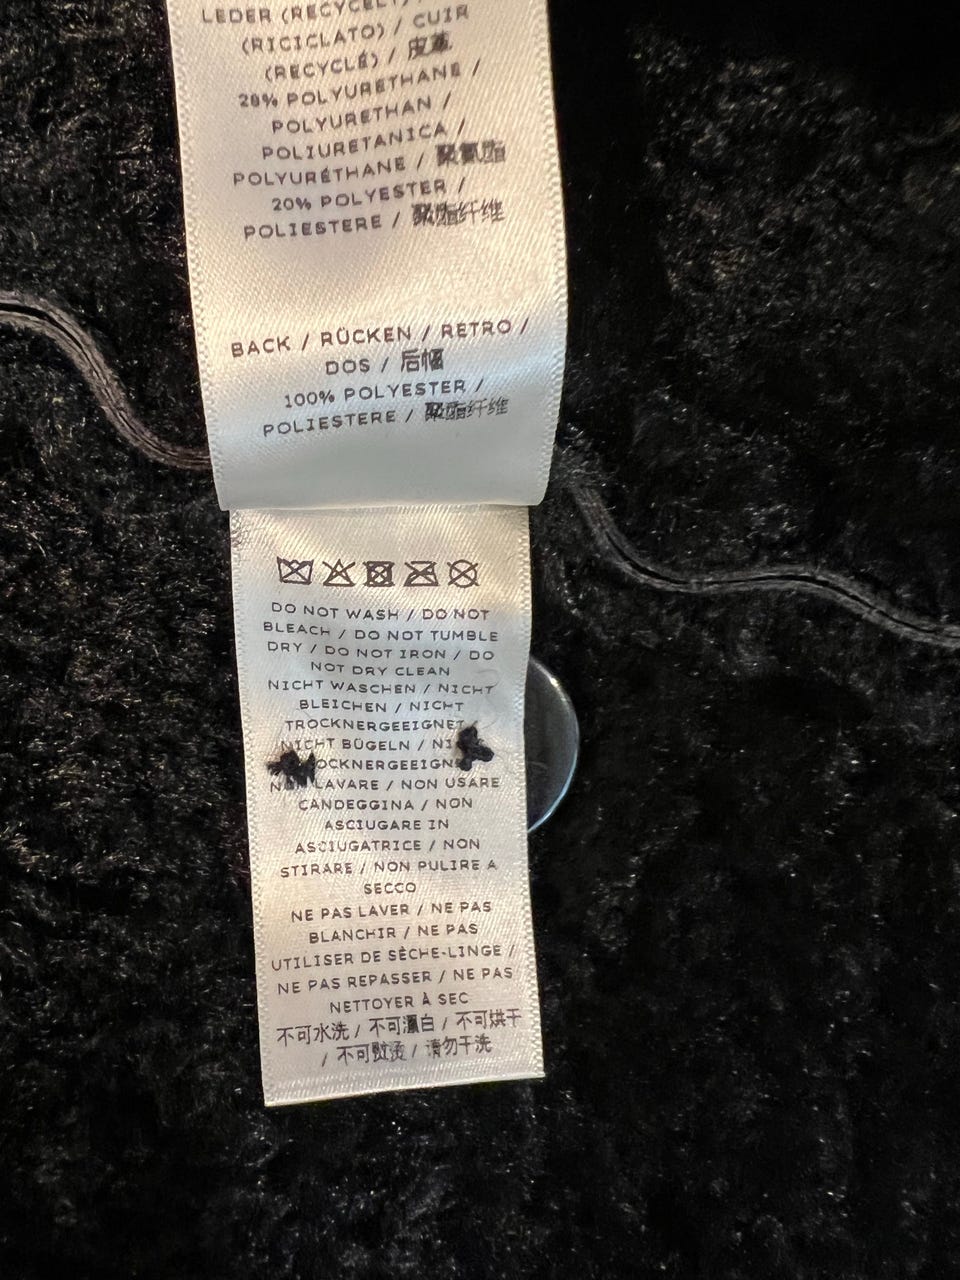 LEDER (RECYCELT)
(RICICLATO) / CUIR
(RECYCLÉ) / 皮革
28% POLYURETHANE /
POLYURETHAN /
POLIURETANICA /
POLYURÉTHANE / 聚氨酯
20% POLYESTER /
POLIESTERE / 聚酯纤维
BACK / RÜCKEN / RETRO /
DOS / 后幅
100% POLYESTER /
POLIESTERE / 聚酯纤维
DO NOT WASH / DO NOT
BLEACH / DO NOT TUMBLE
DRY / DO NOT IRON / DO
NOT DRY CLEAN
NICHT WASCHEN / NICHT
BLEICHEN / NICHT
TROCKNERGEEIGNET
NICHT BÜGELN / NI
OCKNERGEEIGN
NON LAVARE / NON USARE
CANDEGGINA / NON
ASCIUGARE IN
ASCIUGATRICE / NON
STIRARE / NON PULIRE A
SECCO
NE PAS LAVER / NE PAS
BLANCHIR / NE PAS
UTILISER DE SÈCHE-LINGE /
NE PAS REPASSER / NE PAS
NETTOYER À SEC
不可水洗 / 不可漂白 / 不可烘干
/ 不可熨烫 / 请勿干洗